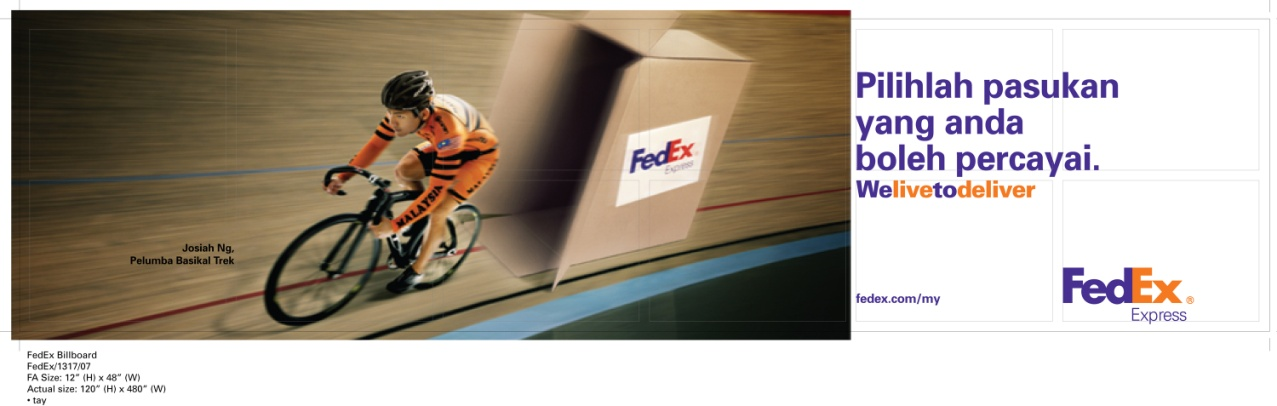 FedEx®
Express
MALAYSIA
Josiah Ng,
Pelumba Basikal Trek
Pilihlah pasukan
yang anda
boleh percayai.
Welivetodeliver
fedex.com/my
FedEx®
Express
FedEx Billboard
FedEx/1317/07
FA Size: 12” (H) x 48” (W)
Actual size: 120” (H) x 480” (W)
• tay